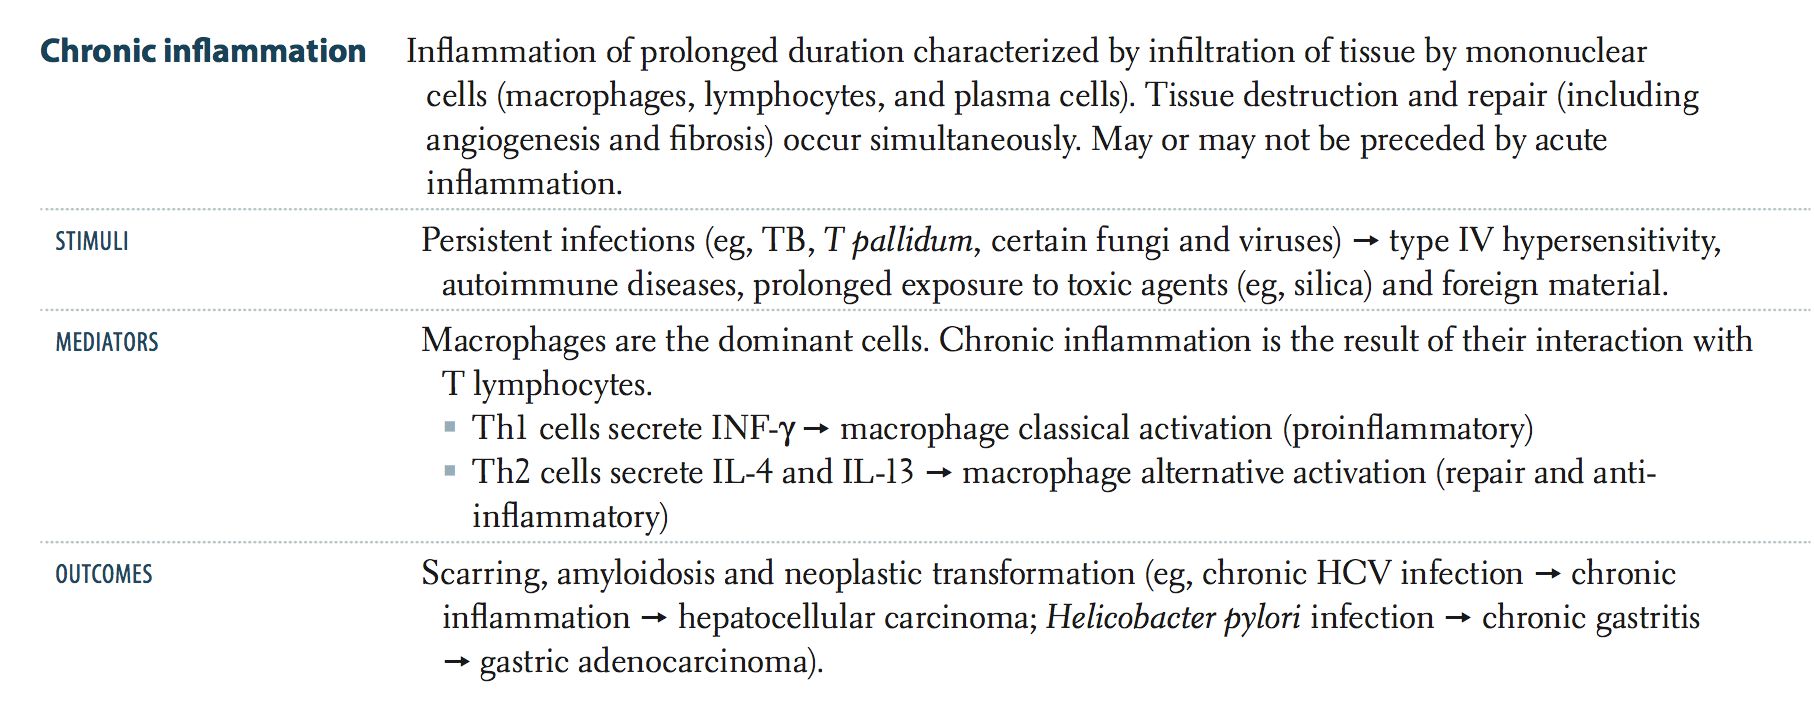 Chronic inflammation Inflammation of prolonged duration characterized by infiltration of tissue by mononuclear
cells (macrophages, lymphocytes, and plasma cells). Tissue destruction and repair (including
angiogenesis and fibrosis) occur simultaneously. May or may not be preceded by acute
inflammation.
STIMULI Persistent infections (eg, TB, T pallidum, certain fungi and viruses) → type IV hypersensitivity,
autoimmune diseases, prolonged exposure to toxic agents (eg, silica) and foreign material.
MEDIATORS Macrophages are the dominant cells. Chronic inflammation is the result of their interaction with
T lymphocytes.
▪ Th1 cells secrete INF-γ → macrophage classical activation (proinflammatory)
▪ Th2 cells secrete IL-4 and IL-13 → macrophage alternative activation (repair and anti-
inflammatory)
OUTCOMES Scarring, amyloidosis and neoplastic transformation (eg, chronic HCV infection → chronic
inflammation → hepatocellular carcinoma; Helicobacter pylori infection → chronic gastritis
→ gastric adenocarcinoma).